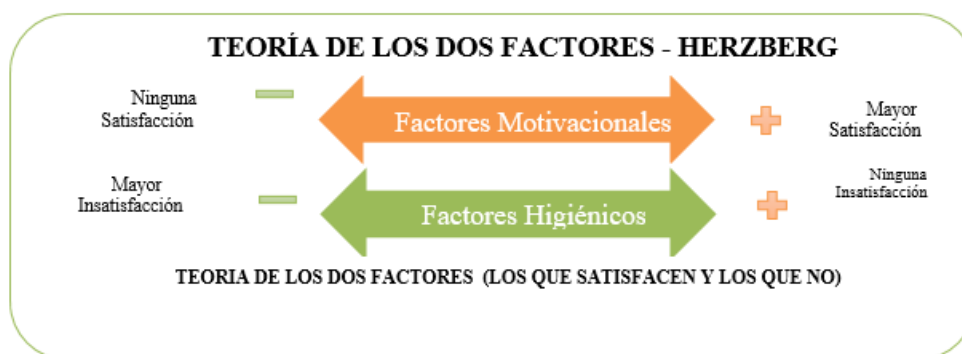 TEORÍA DE LOS DOS FACTORES - HERZBERG
Ninguna
Satisfacción
Factores Motivacionales
Mayor
Satisfacción
Mayor
Insatisfacción
Factores Higiénicos
Ninguna
Insatisfacción
TEORIA DE LOS DOS FACTORES (LOS QUE SATISFACEN Y LOS QUE NO)